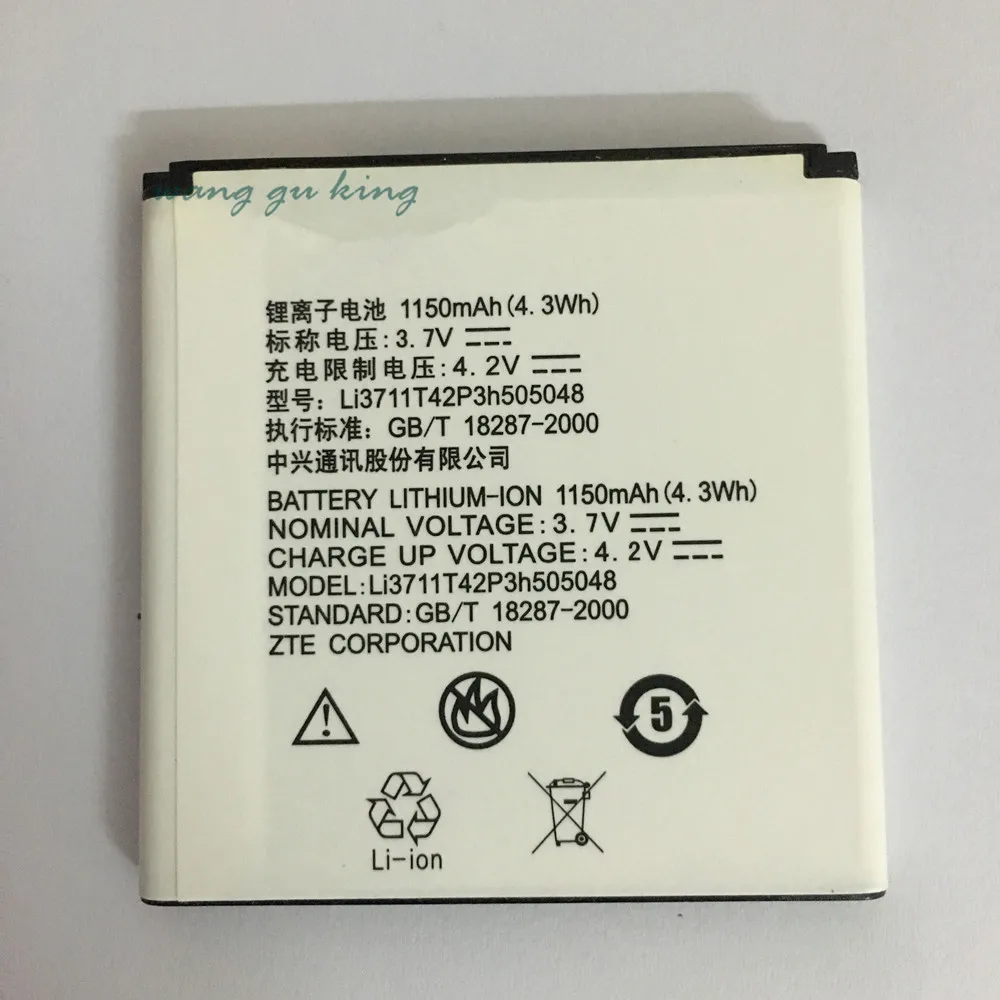 wang gu king
锂离子电池 1150mAh(4.3Wh)
标称电压:3.7V
充电限制电压:4.2V
型号: Li3711T42P3h505048
执行标准: GB/T 18287-2000
中兴通讯股份有限公司
BATTERY LITHIUM-ION 1150mAh(4.3Wh)
NOMINAL VOLTAGE:3.7V
CHARGE UP VOLTAGE:4.2V
MODEL:Li3711T42P3h505048
STANDARD:GB/T 18287-2000
ZTE CORPORATION
5
Li-ion